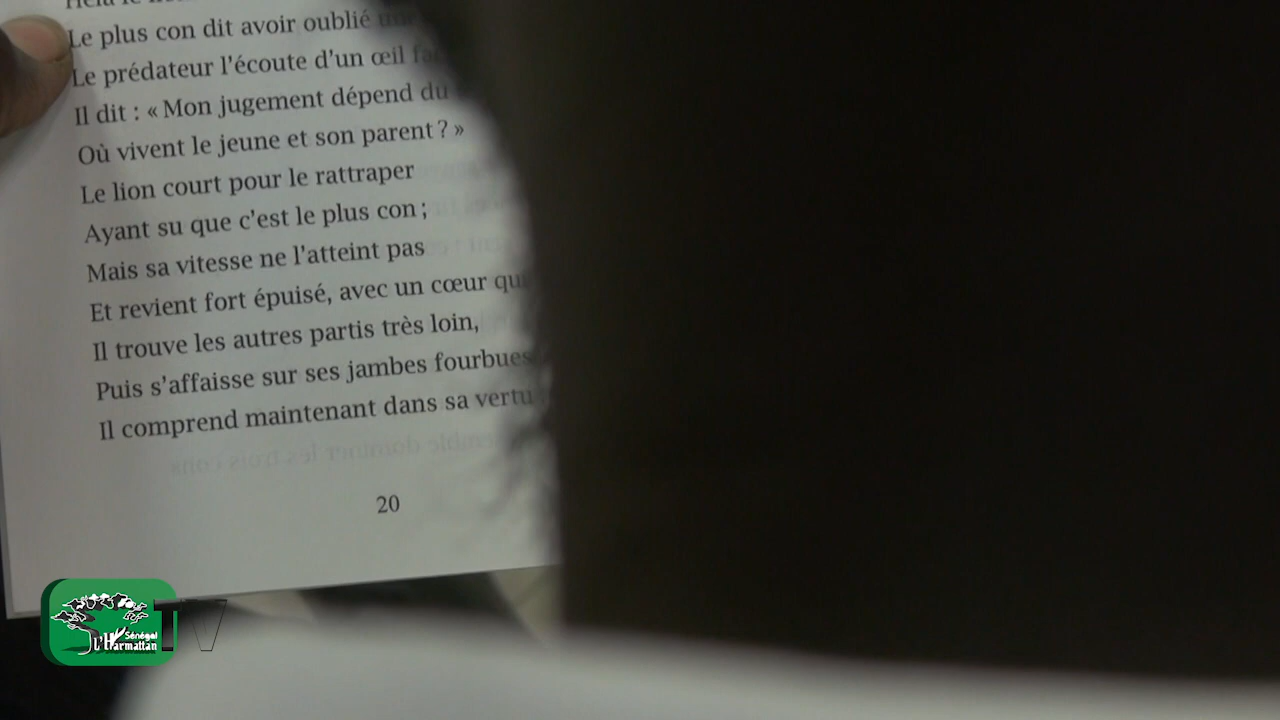 Le plus con dit avoir oublié
Le prédateur l'écoute d'un œil
Il dit : « Mon jugement dépend du
Où vivent le jeune et son parent ? »
Le lion court pour le rattraper
Ayant su que c'est le plus con ;
Mais sa vitesse ne l'atteint pas
Et revient fort épuisé, avec un cœur
Il trouve les autres partis très loin,
Puis s'affaisse sur ses jambes fourbues
Il comprend maintenant dans sa vertu
20
TV
Sénégal
L'Harmattan